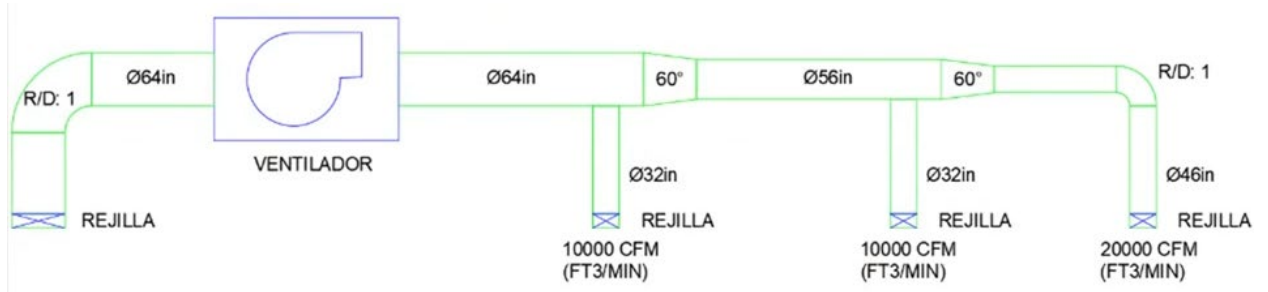 R/D: 1
Ø64in
VENTILADOR
REJILLA
Ø64in
60°
Ø56in
60°
R/D: 1
Ø32in
REJILLA
10000 CFM
(FT3/MIN)
Ø32in
REJILLA
10000 CFM
(FT3/MIN)
Ø46in
REJILLA
20000 CFM
(FT3/MIN)